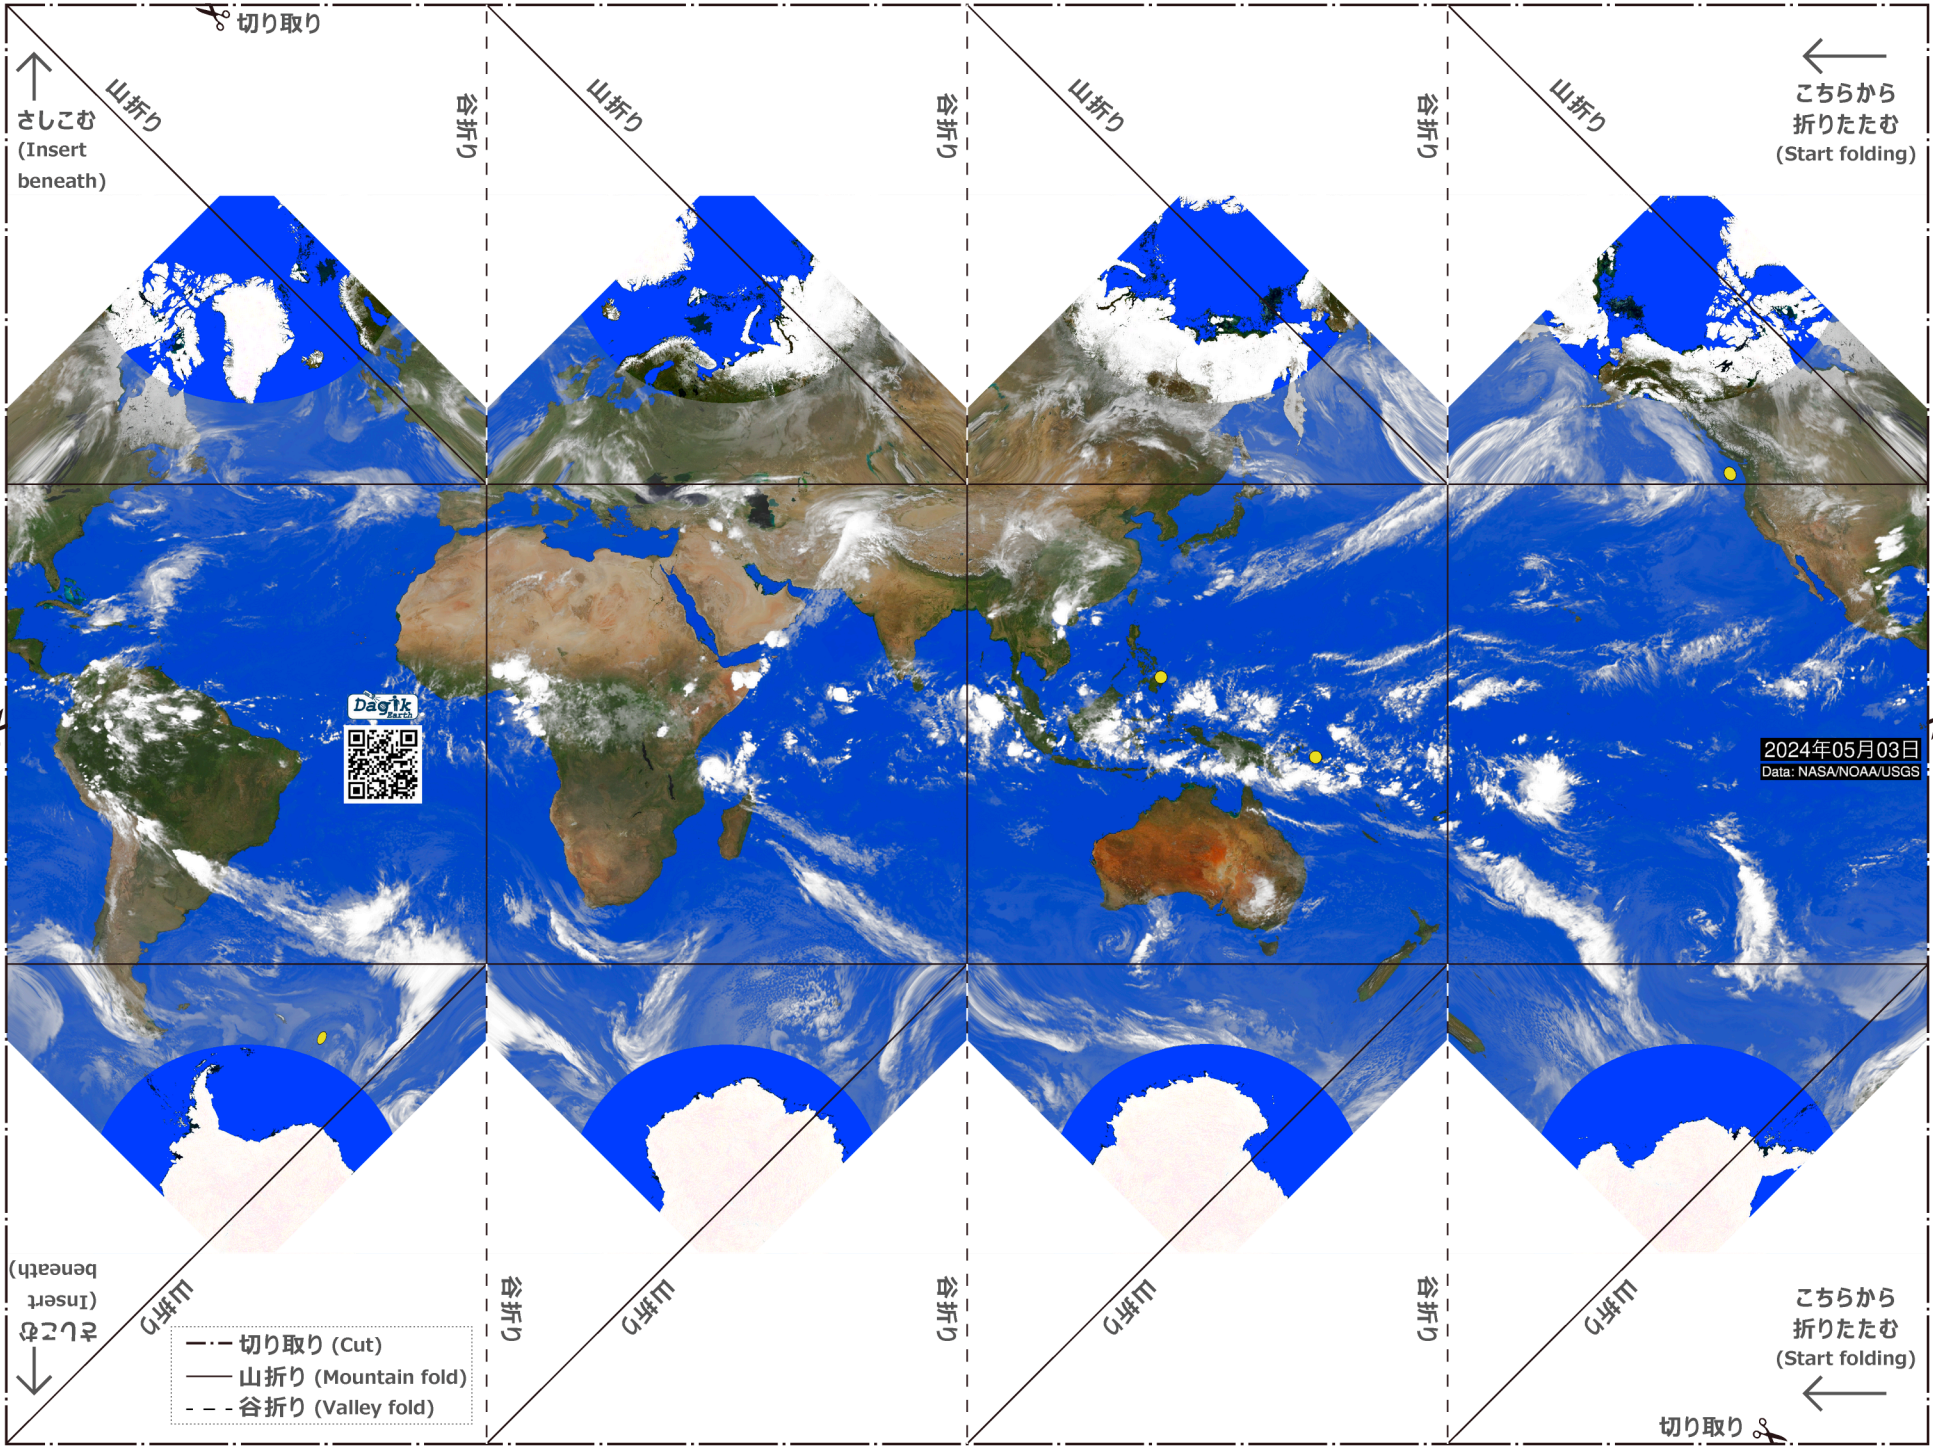 切り取り
山折り
谷折り
山折り
谷折り
山折り
谷折り
山折り
さしこむ
(Insert
beneath)
こちらから
折りたたむ
(Start folding)
Dagik
Earth
2024年05月03日
Data: NASA/NOAA/USGS
さしこむ
(Insert
beneath)
山折り
谷折り
山折り
谷折り
山折り
谷折り
山折り
切り取り (Cut)
山折り (Mountain fold)
谷折り (Valley fold)
こちらから
折りたたむ
(Start folding)
切り取り